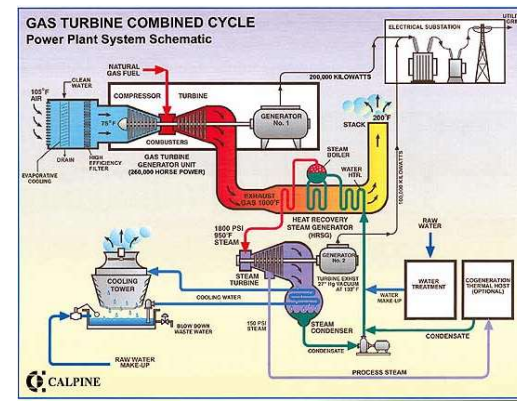 GAS TURBINE COMBINED CYCLE
Power Plant System Schematic
ELECTRICAL SUBSTATION
NATURAL
GAS FUEL
200,000 KILOWATTS
105°F
AIR
CLEAN
WATER
COMPRESSOR
TURBINE
75°F
GENERATOR
No. 1
COMBUSTERS
STACK
200°F
DRAIN
HIGH
EFFICIENCY
FILTER
EVAPORATIVE
COOLING
GAS TURBINE
GENERATOR UNIT
(260,000 HORSE POWER)
STEAM
BOILER
WATER
HTR.
EXHAUST
GAS 1000°F
HEAT RECOVERY
STEAM GENERATOR
(HRSG)
100,000 KILOWATTS
RAW
WATER
1800 PSI
950°F
STEAM
STEAM
TURBINE
GENERATOR
No. 2
TURBINE EXHST
27" Hg VACUUM
AT 133°F
COOLING
TOWER
COOLING WATER
WATER
MAKE-UP
WATER
TREATMENT
COGENERATION
THERMAL HOST
(OPTIONAL)
BLOW DOWN
WASTE WATER
150 PSI
STEAM
STEAM
CONDENSER
CONDENSATE
CONDENSATE
RAW WATER
MAKE-UP
PROCESS STEAM
CALPINE